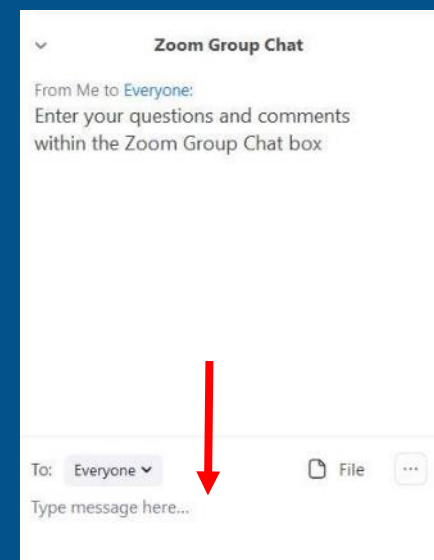 Zoom Group Chat
From Me to Everyone:
Enter your questions and comments
within the Zoom Group Chat box
To: Everyone File ...
Type message here...